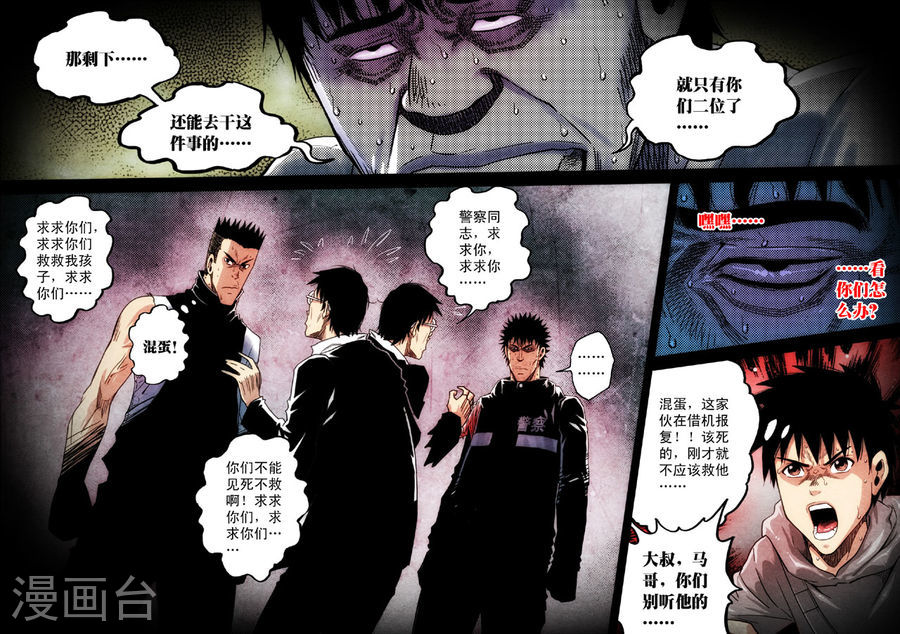 那剩下……
还能去干这
件事的……
就只有你
们二位了
……
求求你们，
求求你们
救救我孩
子，求求
你们……
混蛋！
警察同
志，求
求你，
求求你
……
……
……
警察
你们不能
见死不救
啊！求求
你们，求
求你们…
…
嘿嘿……
……看
你们怎
么办？
混蛋，这家
伙在借机报
复！！该死
的，刚才就
不应该救他
……
大叔，马
哥，你们
别听他的
……
漫画台